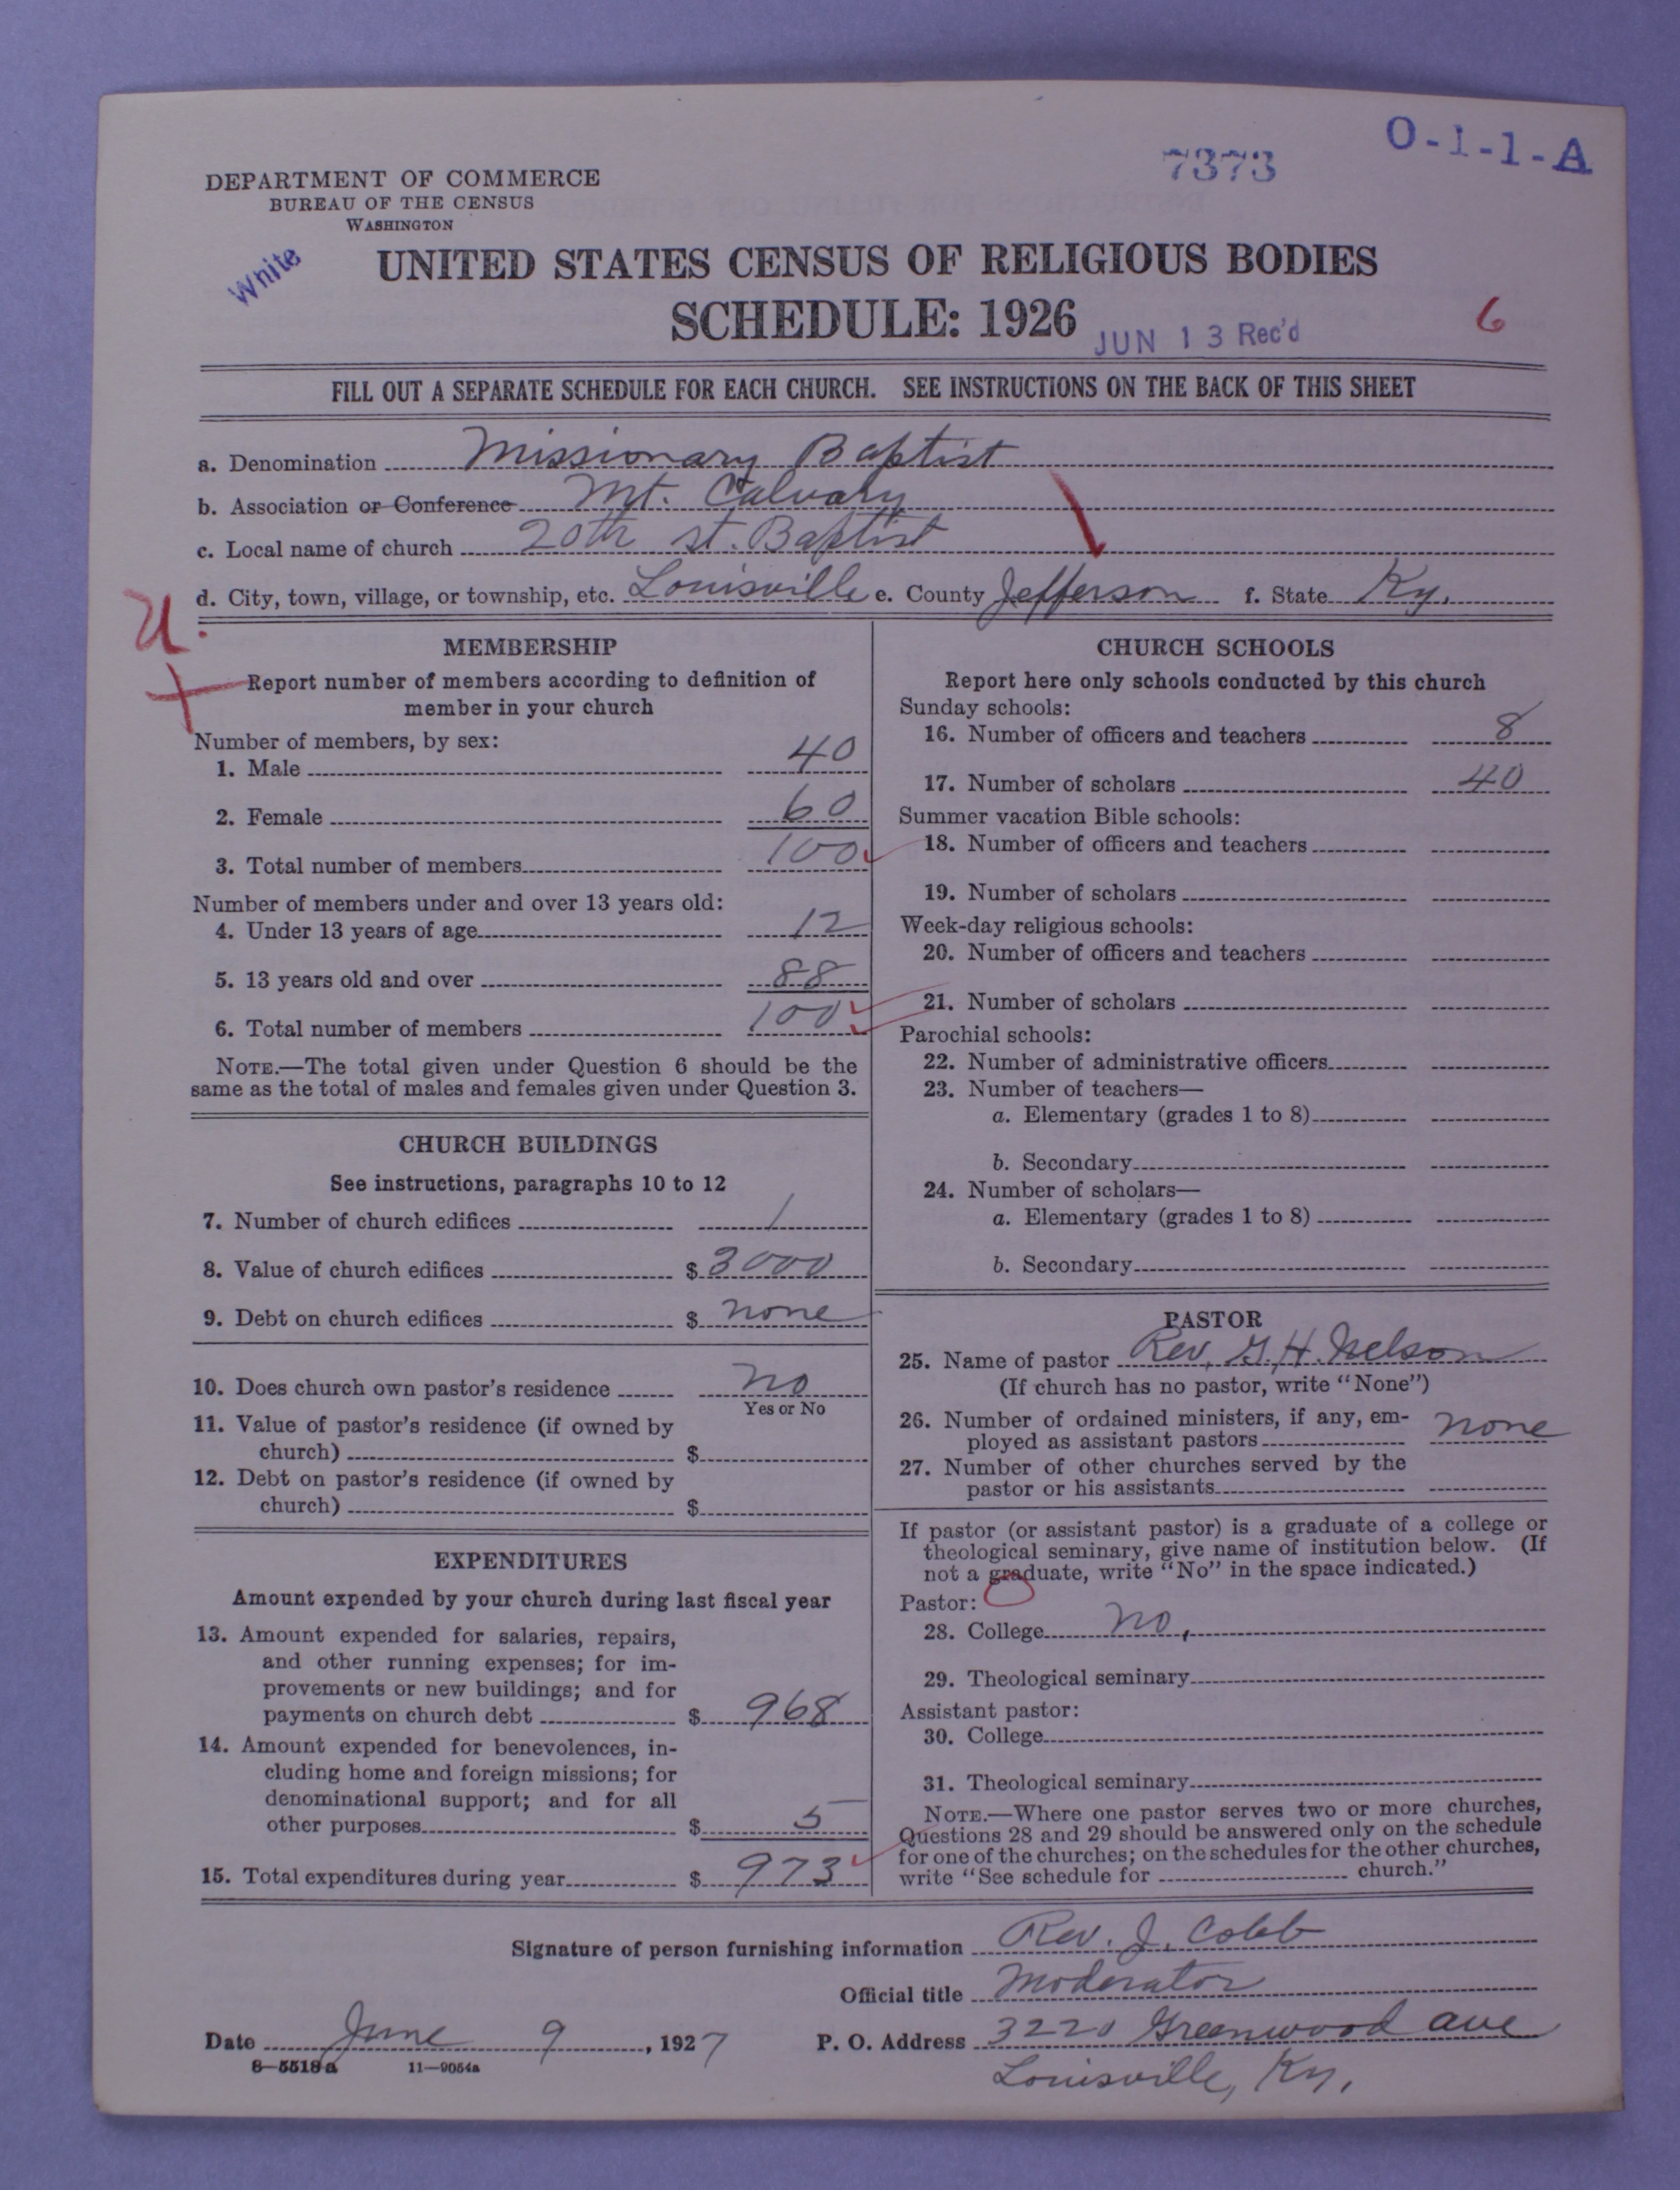 O-1-1-A
7373
DEPARTMENT OF COMMERCE
BUREAU OF THE CENSUS
WASHINGTON
White
UNITED STATES CENSUS OF RELIGIOUS BODIES
SCHEDULE: 1926
JUN 13 Rec'd
6
FILL OUT A SEPARATE SCHEDULE FOR EACH CHURCH. SEE INSTRUCTIONS ON THE BACK OF THIS SHEET
a. Denomination Missionary Baptist
b. Association or Conference Mt. Calvary
c. Local name of church 20th st. Baptist
d. City, town, village, or township, etc. Louisville e. County Jefferson f. State Ky.
U.
MEMBERSHIP
Report number of members according to definition of
member in your church
Number of members, by sex:
1. Male 40
2. Female 60
3. Total number of members 100
Number of members under and over 13 years old:
4. Under 13 years of age 12
5. 13 years old and over 88
6. Total number of members 100
NOTE.—The total given under Question 6 should be the
same as the total of males and females given under Question 3.
CHURCH BUILDINGS
See instructions, paragraphs 10 to 12
7. Number of church edifices 1
8. Value of church edifices $ 3000
9. Debt on church edifices $ none
10. Does church own pastor's residence no
Yes or No
11. Value of pastor's residence (if owned by
church) $
12. Debt on pastor's residence (if owned by
church) $
EXPENDITURES
Amount expended by your church during last fiscal year
13. Amount expended for salaries, repairs,
and other running expenses; for im-
provements or new buildings; and for
payments on church debt $ 968
14. Amount expended for benevolences, in-
cluding home and foreign missions; for
denominational support; and for all
other purposes $ 5
15. Total expenditures during year $ 973
CHURCH SCHOOLS
Report here only schools conducted by this church
Sunday schools:
16. Number of officers and teachers 8
17. Number of scholars 40
Summer vacation Bible schools:
18. Number of officers and teachers
19. Number of scholars
Week-day religious schools:
20. Number of officers and teachers
21. Number of scholars
Parochial schools:
22. Number of administrative officers
23. Number of teachers—
a. Elementary (grades 1 to 8)
b. Secondary
24. Number of scholars—
a. Elementary (grades 1 to 8)
b. Secondary
PASTOR
25. Name of pastor Rev. G. H. Nelson
(If church has no pastor, write "None")
26. Number of ordained ministers, if any, em-
ployed as assistant pastors none
27. Number of other churches served by the
pastor or his assistants
If pastor (or assistant pastor) is a graduate of a college or
theological seminary, give name of institution below. (If
not a graduate, write "No" in the space indicated.)
Pastor:
28. College no,
29. Theological seminary
Assistant pastor:
30. College
31. Theological seminary
NOTE.—Where one pastor serves two or more churches,
Questions 28 and 29 should be answered only on the schedule
for one of the churches; on the schedules for the other churches,
write "See schedule for church."
Signature of person furnishing information Rev. J. Cobb
Official title Moderator
Date June 9, 1927 P. O. Address 3220 Greenwood ave
8—5518a 11—9054a
Louisville, Ky.